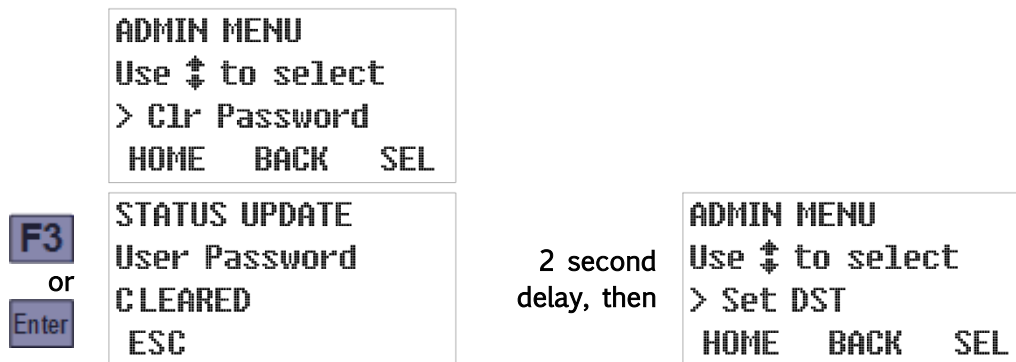 ADMIN MENU
Use ↕ to select
> Clr Password
HOME BACK SEL
F3
or
Enter
STATUS UPDATE
User Password
CLEARED
ESC
2 second
delay, then
ADMIN MENU
Use ↕ to select
> Set DST
HOME BACK SEL